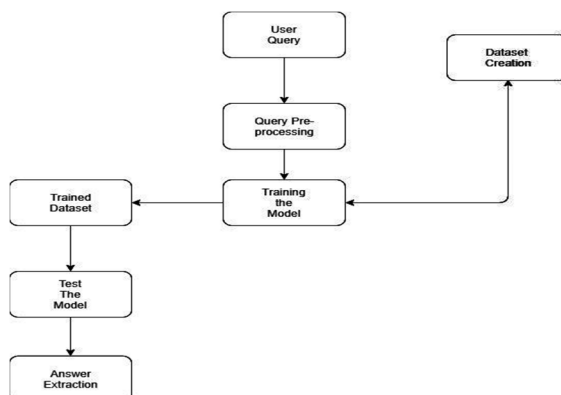 User
Query
Dataset
Creation
Query Pre-
processing
Training
the
Model
Trained
Dataset
Test
The
Model
Answer
Extraction